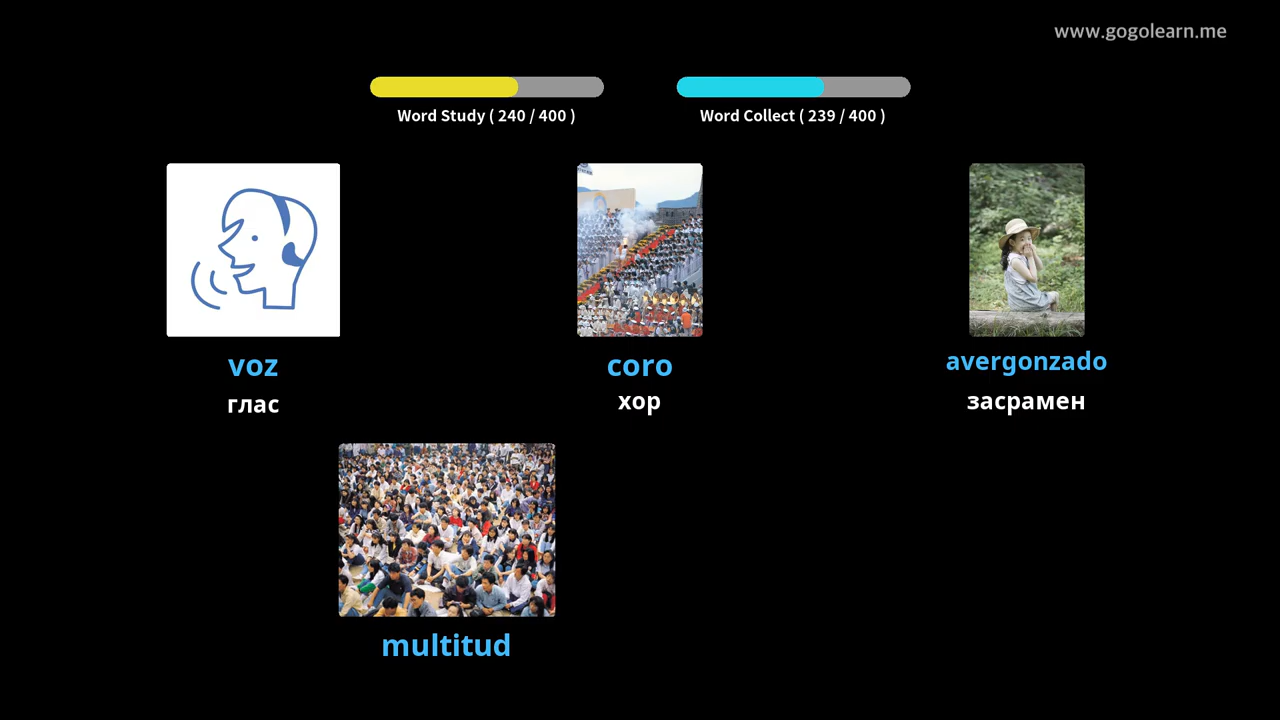 www.gogolearn.me
Word Study ( 240 / 400 )
Word Collect ( 239 / 400 )
voz
coro
avergonzado
глас
хор
засрамен
multitud